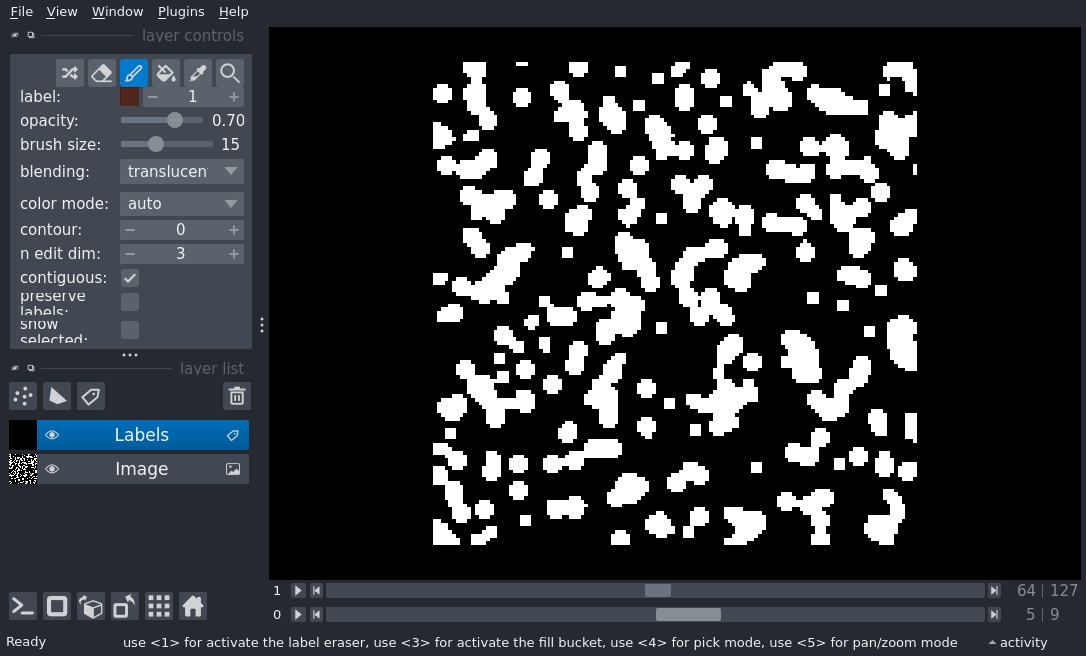 File View Window Plugins Help
layer controls
label: 1
opacity: 0.70
brush size: 15
blending: translucen
color mode: auto
contour: 0
n edit dim: 3
contiguous:
preserve
labels:
show
selected:
layer list
Labels
Image
1 64 | 127
0 5 | 9
Ready use <1> for activate the label eraser, use <3> for activate the fill bucket, use <4> for pick mode, use <5> for pan/zoom mode activity